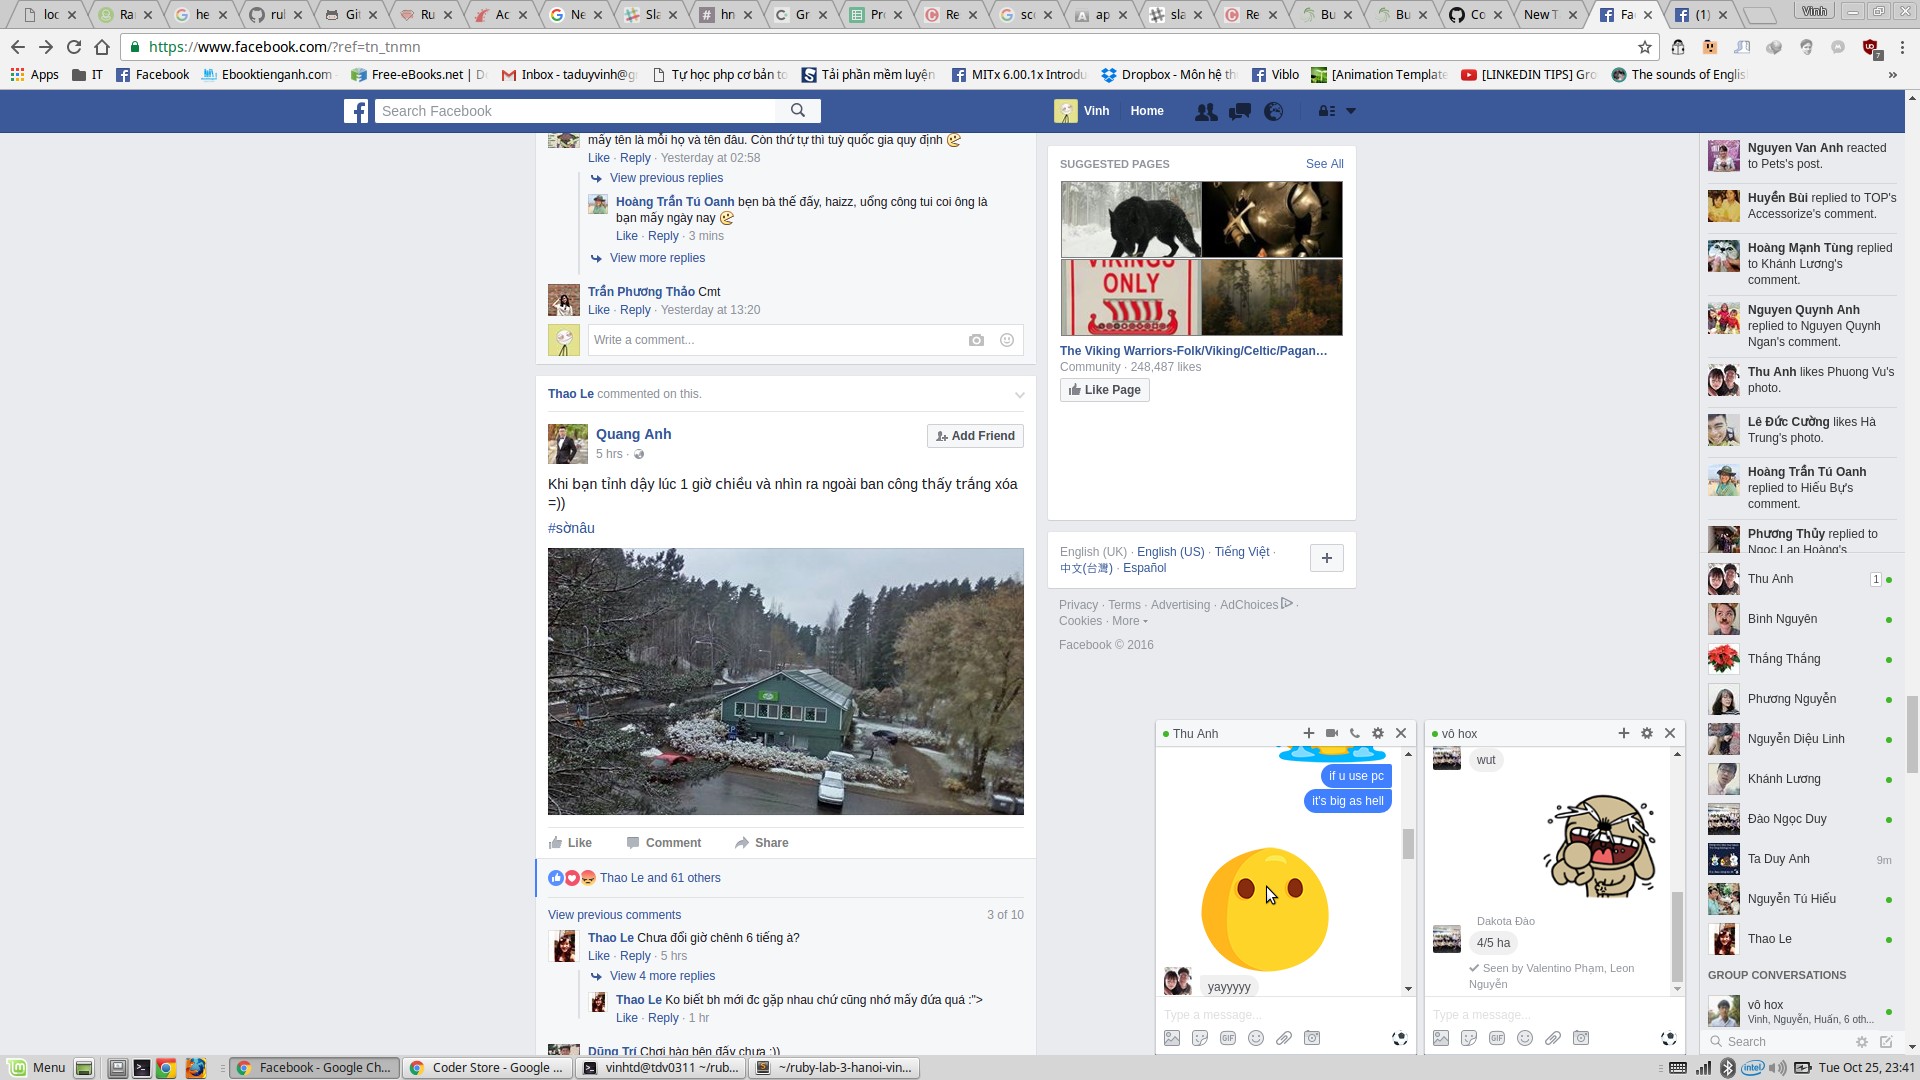 loc
Ra
he
rul
Git
Ru
Ac
Ne
Sla
hn
Gr
Pro
Re
sc
ap
sla
Re
Bu
Bu
Co
New T
Fa
(1)
Vinh
https://www.facebook.com/?ref=tn_tnmn
Apps
IT
Facebook
Ebooktienganh.com
Free-eBooks.net | D
Inbox - taduyvinh@g
Tự học php cơ bản to
Tải phần mềm luyện
MITx 6.00.1x Introdu
Dropbox - Môn hệ th
Viblo
[Animation Template
[LINKEDIN TIPS] Gro
The sounds of Englis
Search Facebook
Vinh
Home
mấy tên là mỗi họ và tên đâu. Còn thứ tự thì tuỳ quốc gia quy định
Like · Reply · Yesterday at 02:58
View previous replies
Hoàng Trần Tú Oanh bẹn bà thế đấy, haizz, uổng công tui coi ông là
bạn mấy ngày nay
Like · Reply · 3 mins
View more replies
Trần Phương Thảo Cmt
Like · Reply · Yesterday at 13:20
Write a comment...
Thao Le commented on this.
Quang Anh
5 hrs ·
Add Friend
Khi bạn tỉnh dậy lúc 1 giờ chiều và nhìn ra ngoài ban công thấy trắng xóa
=))
#sờnâu
Like
Comment
Share
Thao Le and 61 others
View previous comments
3 of 10
Thao Le Chưa đổi giờ chênh 6 tiếng à?
Like · Reply · 5 hrs
View 4 more replies
Thao Le Ko biết bh mới đc gặp nhau chứ cũng nhớ mấy đứa quá :">
Like · Reply · 1 hr
Dũng Trí Chơi hàg bên đấy chưa :))
SUGGESTED PAGES
See All
VIKINGS
ONLY
The Viking Warriors-Folk/Viking/Celtic/Pagan…
Community · 248,487 likes
Like Page
English (UK) · English (US) · Tiếng Việt ·
中文(台灣) · Español
Privacy · Terms · Advertising · AdChoices ·
Cookies · More
Facebook © 2016
Nguyen Van Anh reacted
to Pets's post.
Huyền Bùi replied to TOP's
Accessorize's comment.
Hoàng Mạnh Tùng replied
to Khánh Lương's
comment.
Nguyen Quynh Anh
replied to Nguyen Quynh
Ngan's comment.
Thu Anh likes Phuong Vu's
photo.
Lê Đức Cường likes Hà
Trung's photo.
Hoàng Trần Tú Oanh
replied to Hiếu Bự's
comment.
Phương Thủy replied to
Ngọc Lan Hoàng's
Thu Anh
1
Bình Nguyên
Thắng Thắng
Phương Nguyễn
Nguyễn Diệu Linh
Khánh Lương
Đào Ngọc Duy
Ta Duy Anh
9m
Nguyễn Tú Hiếu
Thao Le
GROUP CONVERSATIONS
vô hox
Vinh, Nguyễn, Huấn, 6 oth...
Search
Thu Anh
if u use pc
it's big as hell
yayyyyy
Type a message...
vô hox
wut
Dakota Đào
4/5 ha
Seen by Valentino Phạm, Leon
Nguyễn
Type a message...
Menu
Facebook - Google Ch...
Coder Store - Google ...
vinhtd@tdv0311 ~/rub...
~/ruby-lab-3-hanoi-vin...
Tue Oct 25, 23:41